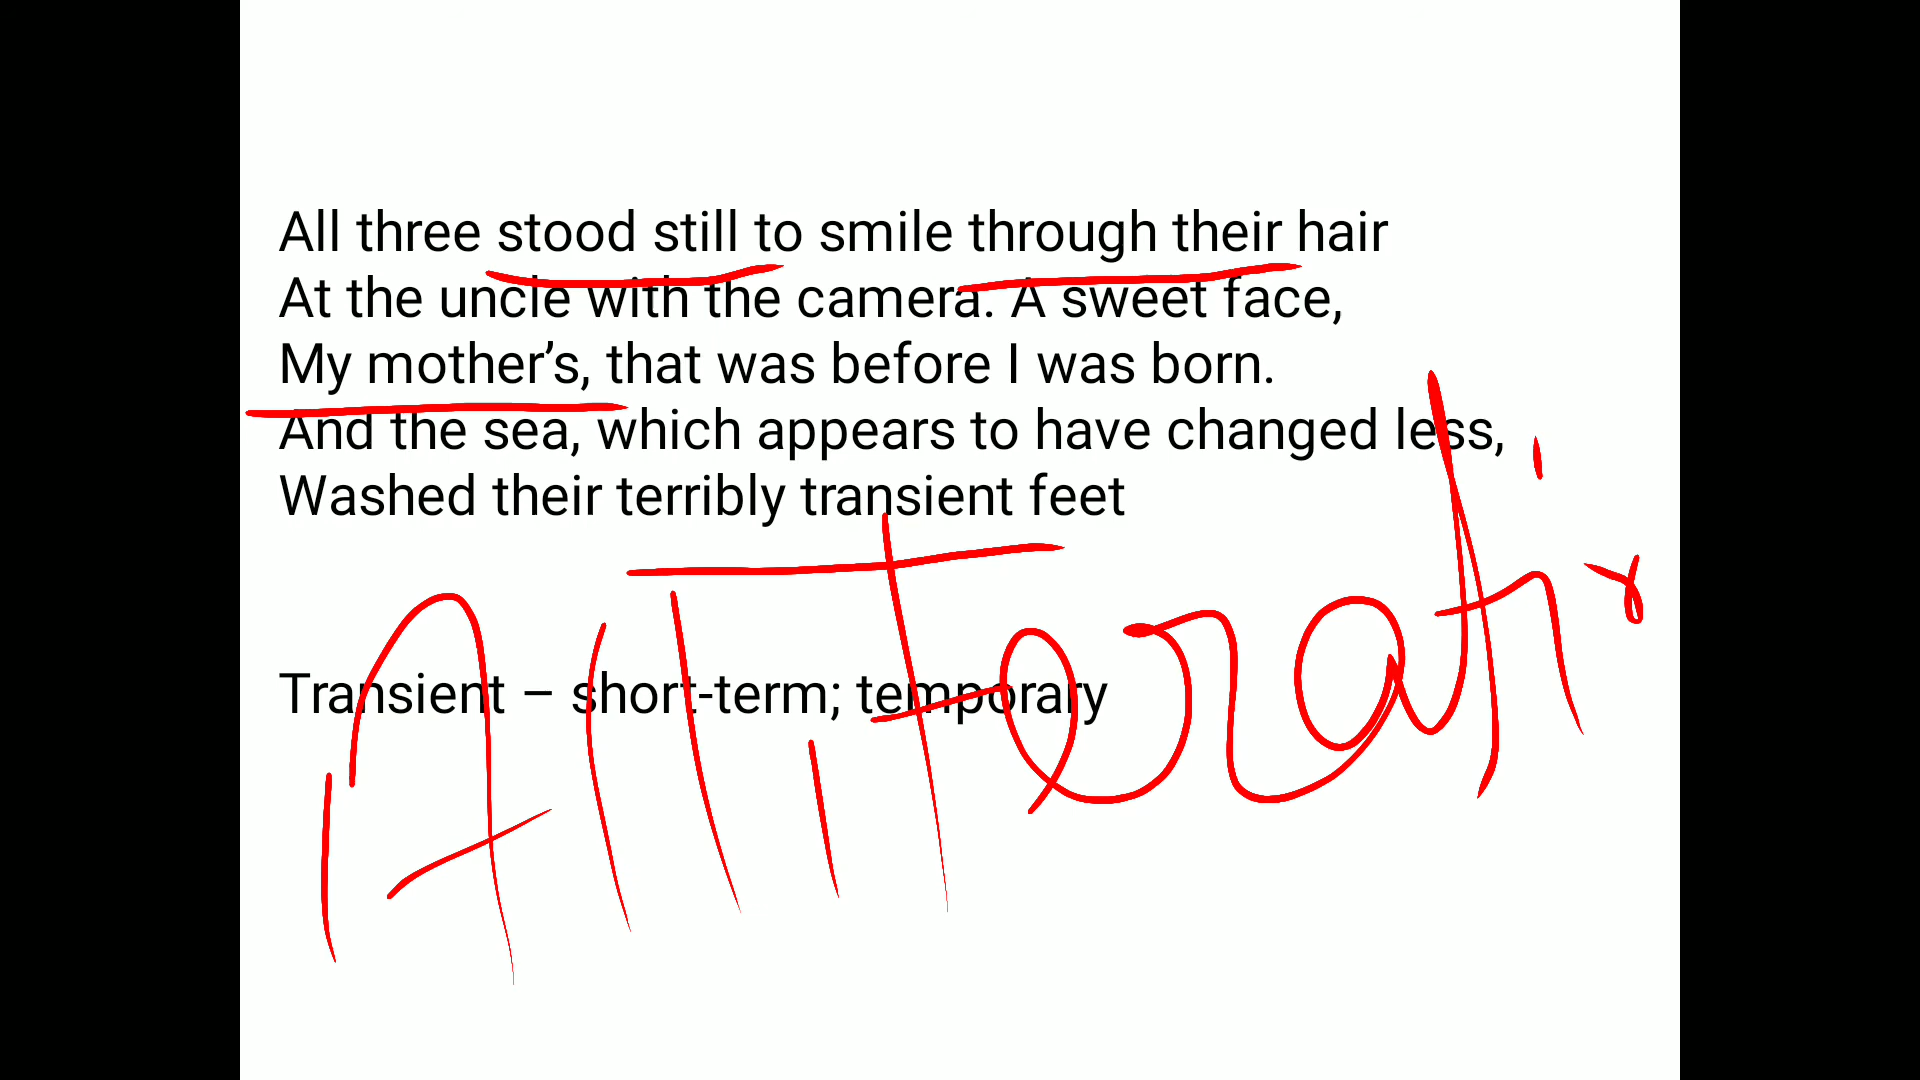 All three stood still to smile through their hair
At the uncle with the camera. A sweet face,
My mother’s, that was before I was born.
And the sea, which appears to have changed less,
Washed their terribly transient feet
Transient – short-term; temporary